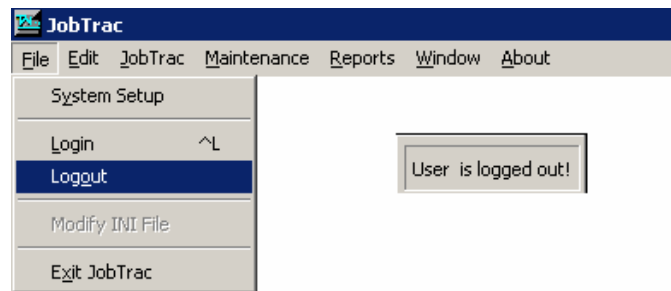 JobTrac
File Edit JobTrac Maintenance Reports Window About
System Setup
Login ^L
Logout
User is logged out!
Modify INI File
Exit JobTrac